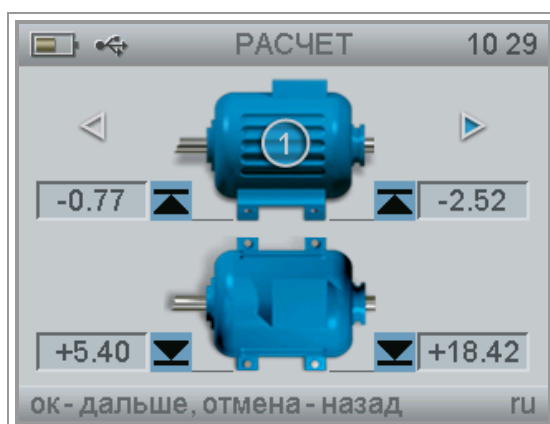 РАСЧЕТ 10 29
1
-0.77 -2.52
+5.40 +18.42
ок - дальше, отмена - назад ru